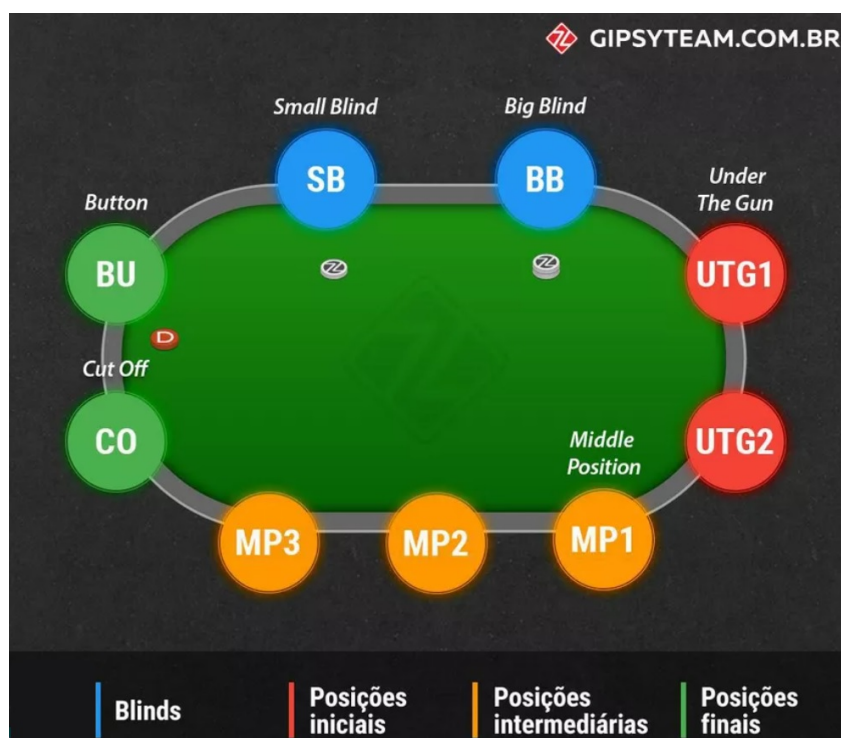 GIPSYTEAM.COM.BR
Small Blind
Big Blind
SB
BB
Button
Under
The Gun
BU
UTG1
D
Cut Off
CO
Middle
Position
UTG2
MP3
MP2
MP1
Blinds
Posições
iniciais
Posições
intermediárias
Posições
finais